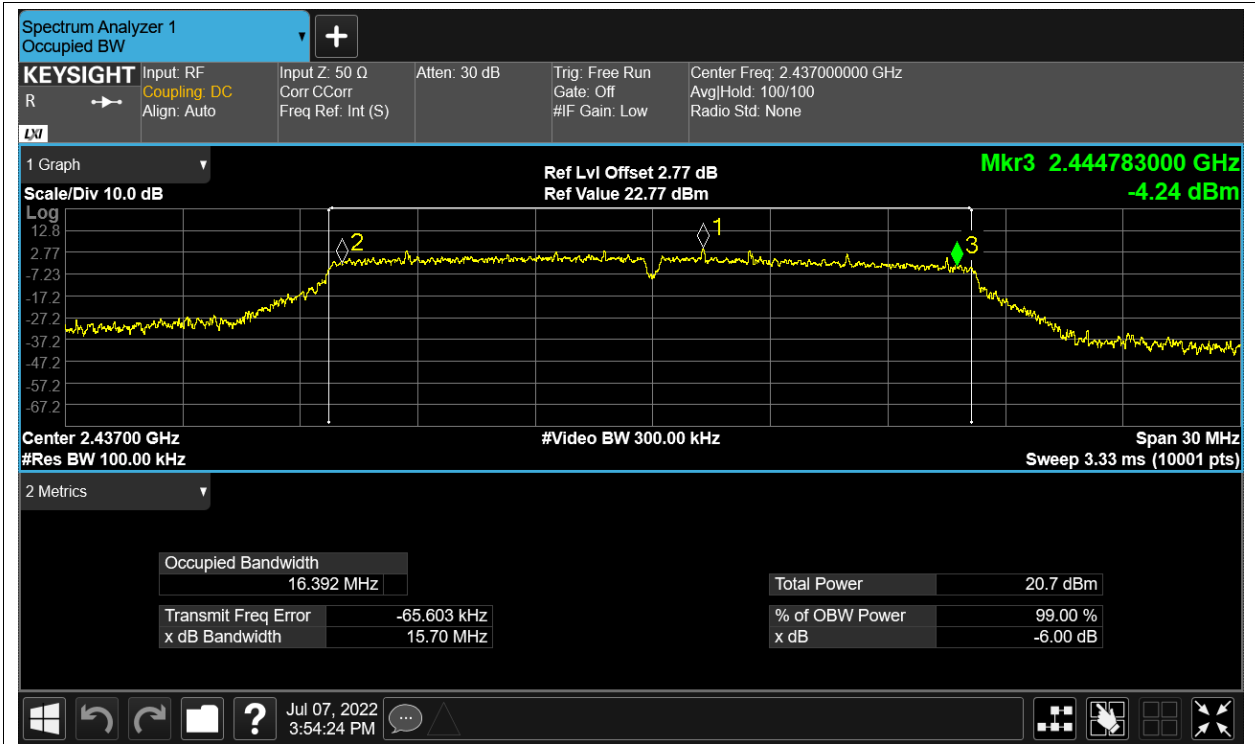 Spectrum Analyzer 1
Occupied BW
KEYSIGHT
R
LXI
Input: RF
Coupling: DC
Align: Auto
Input Z: 50 Ω
Corr CCorr
Freq Ref: Int (S)
Atten: 30 dB
Trig: Free Run
Gate: Off
#IF Gain: Low
Center Freq: 2.437000000 GHz
Avg|Hold: 100/100
Radio Std: None
1 Graph
Scale/Div 10.0 dB
Ref Lvl Offset 2.77 dB
Ref Value 22.77 dBm
Mkr3 2.444783000 GHz
-4.24 dBm
Log
12.8
2.77
-7.23
-17.2
-27.2
-37.2
-47.2
-57.2
-67.2
2
1
3
Center 2.43700 GHz
#Video BW 300.00 kHz
Span 30 MHz
#Res BW 100.00 kHz
Sweep 3.33 ms (10001 pts)
2 Metrics
Occupied Bandwidth
16.392 MHz
Transmit Freq Error -65.603 kHz
x dB Bandwidth 15.70 MHz
Total Power 20.7 dBm
% of OBW Power 99.00 %
x dB -6.00 dB
?
Jul 07, 2022
3:54:24 PM